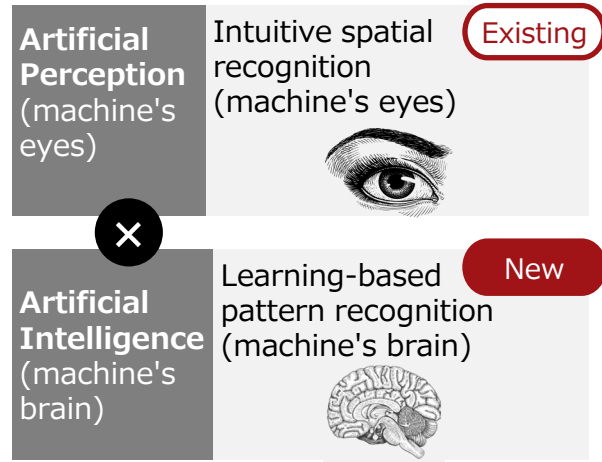 Artificial
Perception
(machine's
eyes)
Intuitive spatial
recognition
(machine's eyes)
Existing
×
Artificial
Intelligence
(machine's
brain)
Learning-based
pattern recognition
(machine's brain)
New